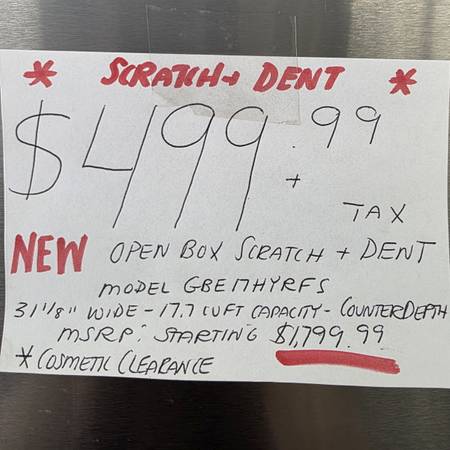 * SCRATCH + DENT *
$499.99
+ TAX
NEW OPEN BOX SCRATCH + DENT
MODEL GBE17HYRFS
31 1/8" WIDE - 17.7 CUFT CAPACITY - COUNTERDEPTH
MSRP: STARTING $1,799.99
* COSMETIC CLEARANCE